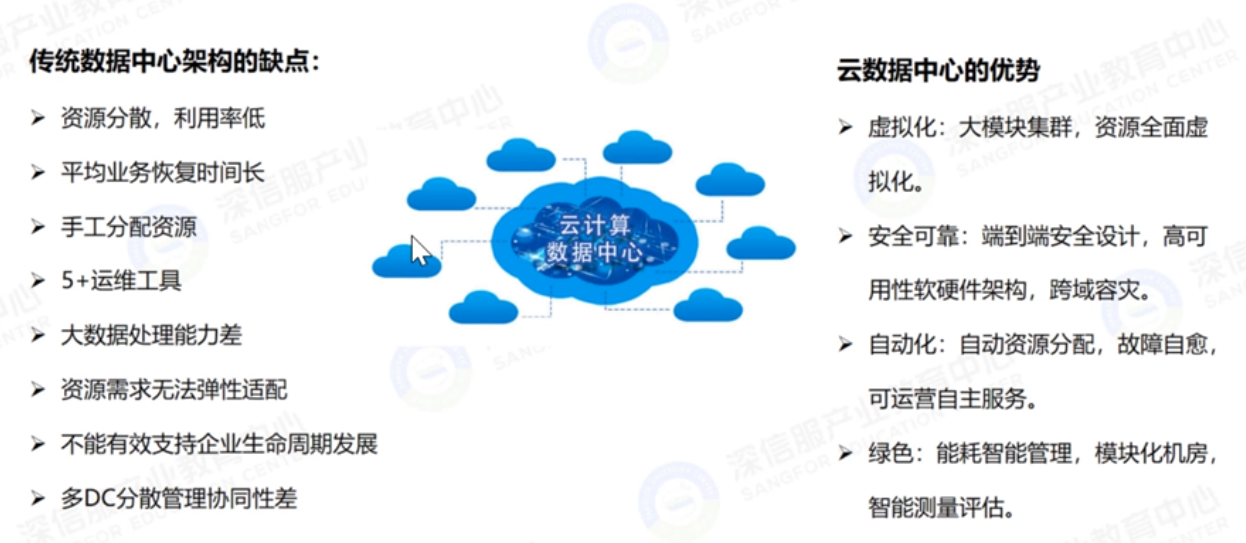 传统数据中心架构的缺点：
➢ 资源分散，利用率低
➢ 平均业务恢复时间长
➢ 手工分配资源
➢ 5+运维工具
➢ 大数据处理能力差
➢ 资源需求无法弹性适配
➢ 不能有效支持企业生命周期发展
➢ 多DC分散管理协同性差
云计算
数据中心
云数据中心的优势
➢ 虚拟化：大模块集群，资源全面虚
拟化。
➢ 安全可靠：端到端安全设计，高可
用性软硬件架构，跨域容灾。
➢ 自动化：自动资源分配，故障自愈，
可运营自主服务。
➢ 绿色：能耗智能管理，模块化机房，
智能测量评估。
深信服产业教育中心
SANGFOR EDUCATION CENTER